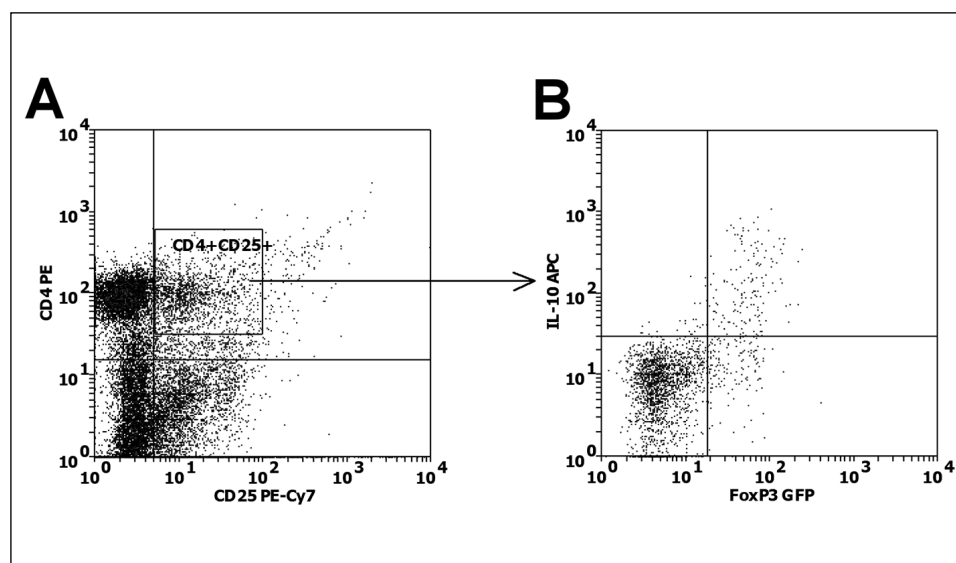 A
B
10^4
10^3
10^2
10^1
10^0
CD4 PE
CD4+CD25+
10^0 10^1 10^2 10^3 10^4
CD25 PE-Cy7
10^4
10^3
10^2
10^1
10^0
IL-10 APC
10^0 10^1 10^2 10^3 10^4
FoxP3 GFP